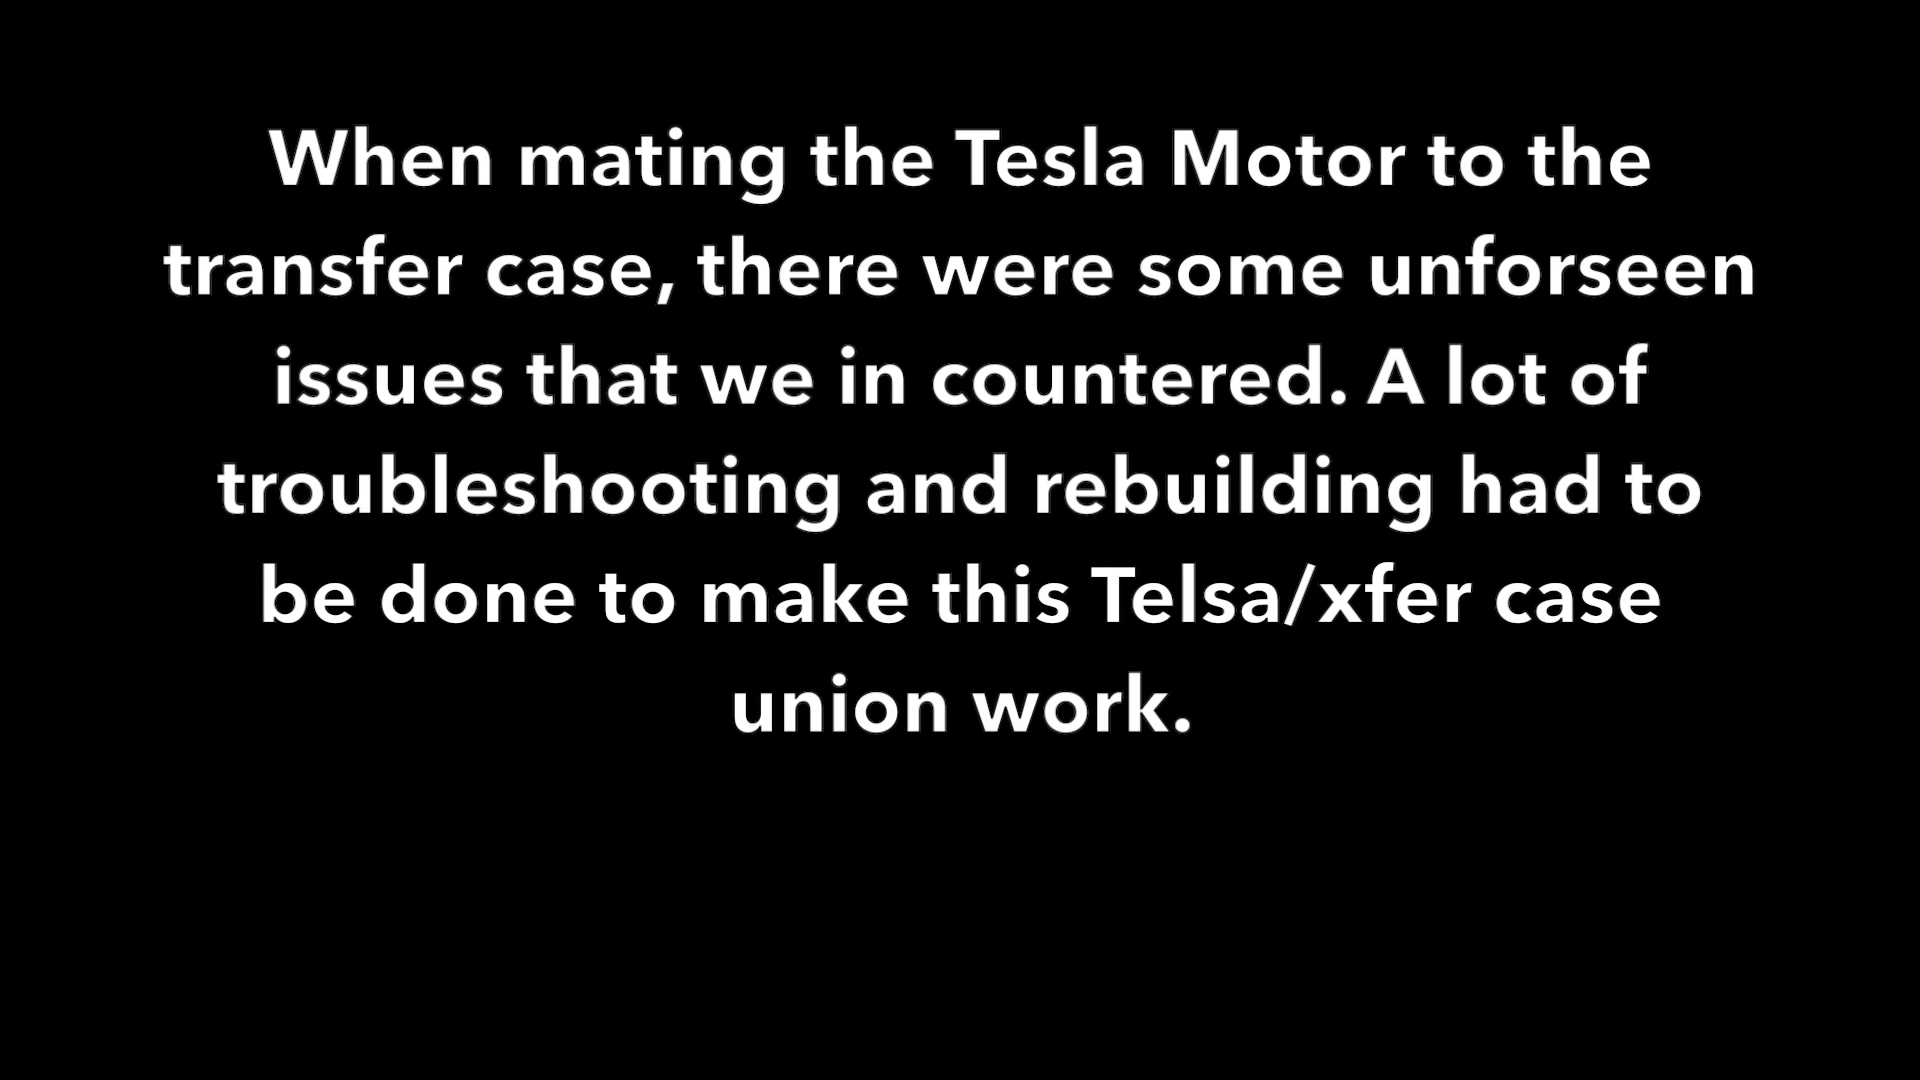 When mating the Tesla Motor to the
transfer case, there were some unforseen
issues that we in countered. A lot of
troubleshooting and rebuilding had to
be done to make this Telsa/xfer case
union work.